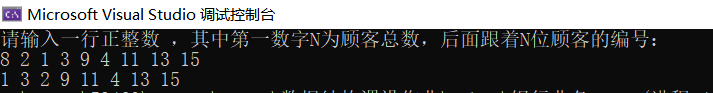 Microsoft Visual Studio 调试控制台
请输入一行正整数 ，其中第一数字N为顾客总数，后面跟着N位顾客的编号：
8 2 1 3 9 4 11 13 15
1 3 2 9 11 4 13 15